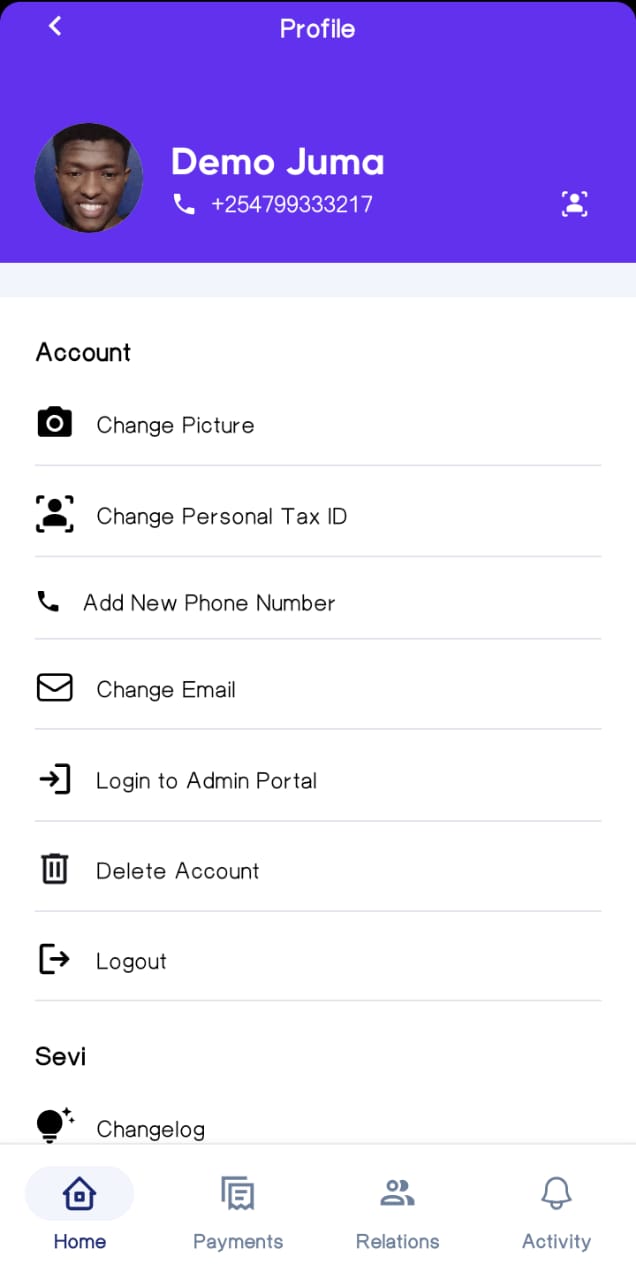 Profile
Demo Juma
+254799333217
Account
Change Picture
Change Personal Tax ID
Add New Phone Number
Change Email
Login to Admin Portal
Delete Account
Logout
Sevi
Changelog
Home
Payments
Relations
Activity